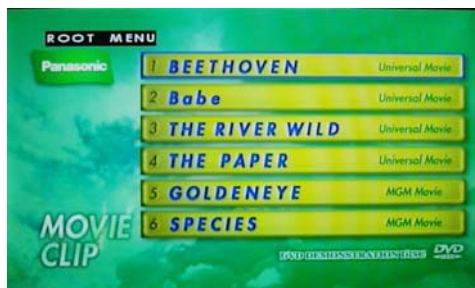 ROOT MENU
Panasonic
1 BEETHOVEN Universal Movie
2 Babe Universal Movie
3 THE RIVER WILD Universal Movie
4 THE PAPER Universal Movie
5 GOLDENEYE MGM Movie
6 SPECIES MGM Movie
MOVIE
CLIP
DVD DEMONSTRATION DISC DVD